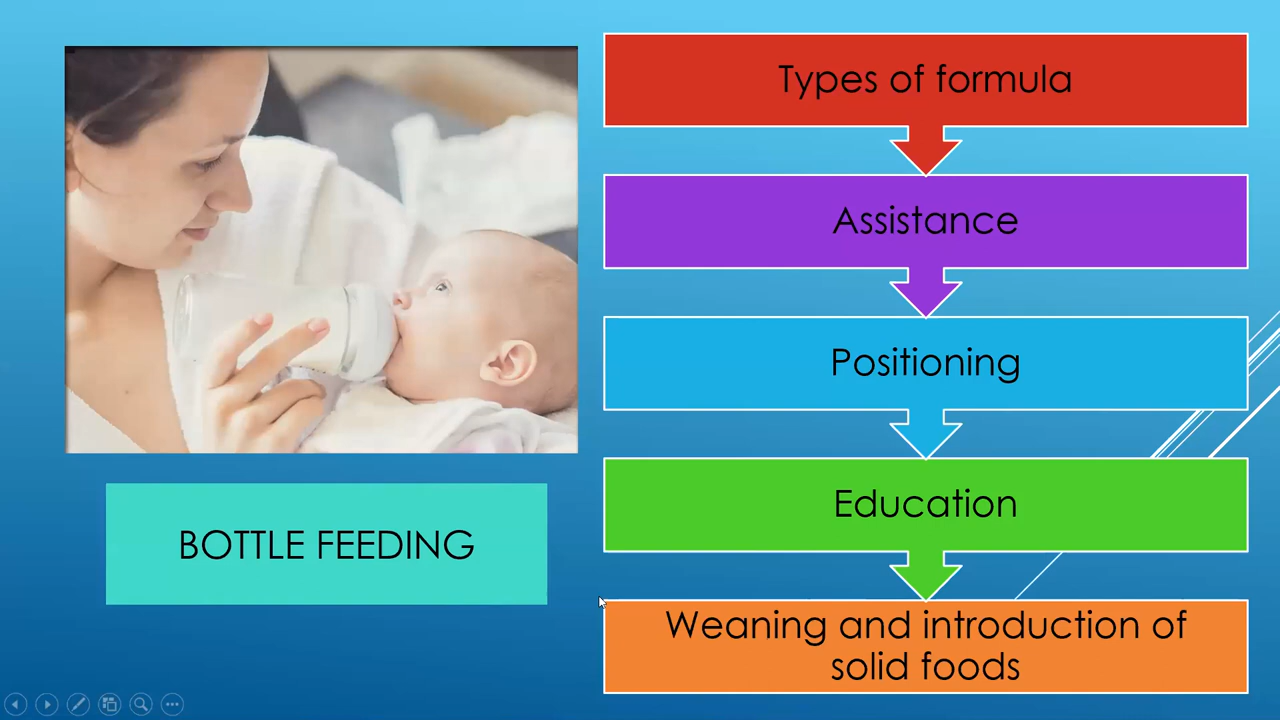 Types of formula
Assistance
Positioning
Education
Weaning and introduction of
solid foods
BOTTLE FEEDING